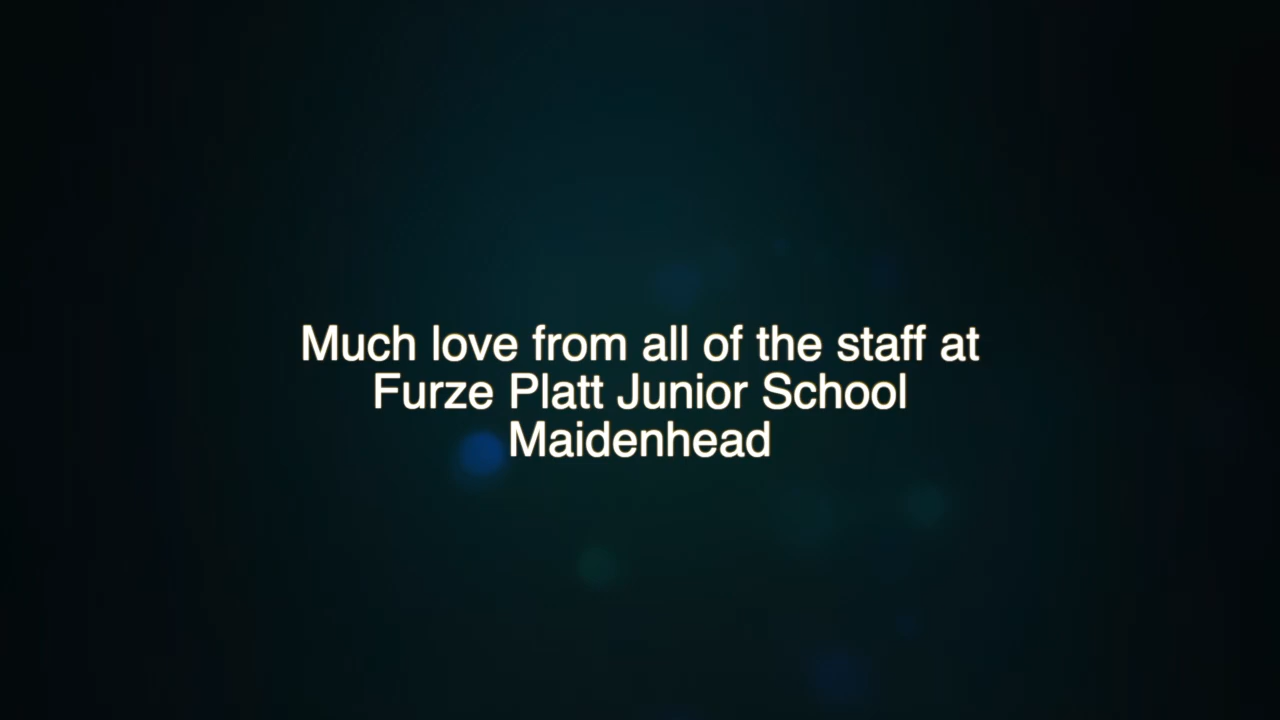 Much love from all of the staff at
Furze Platt Junior School
Maidenhead